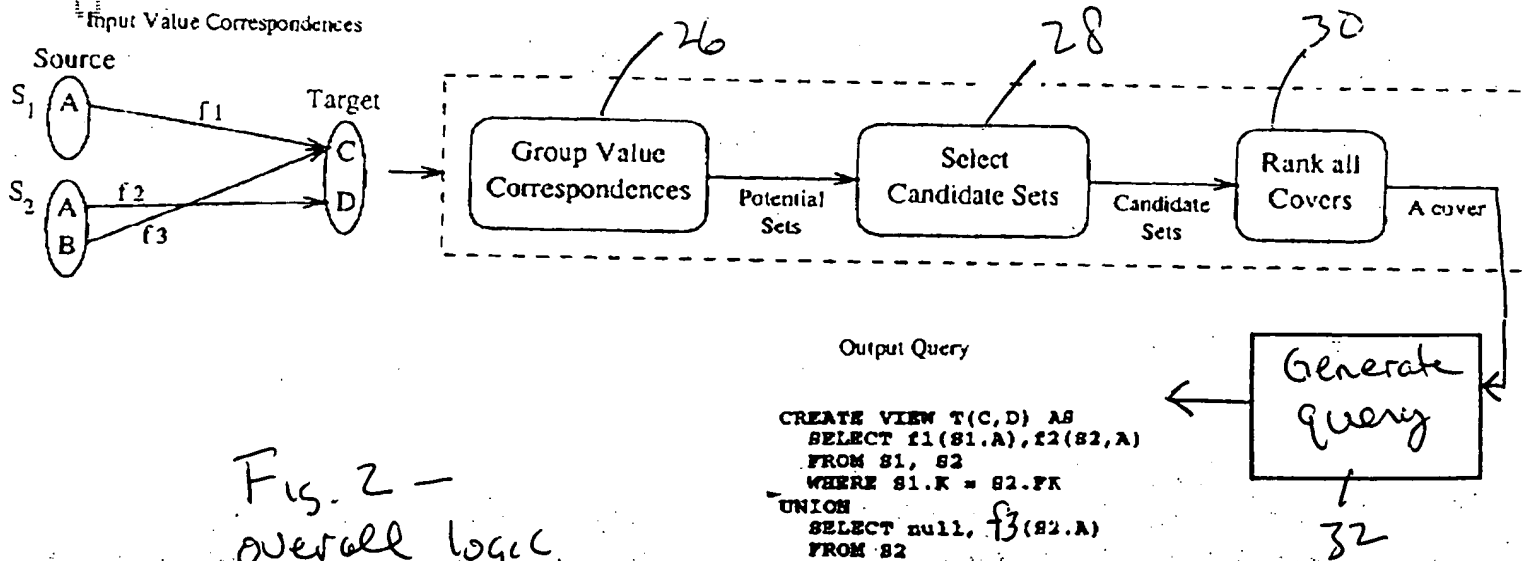 Input Value Correspondences
26
28
30
Source
S1
A
f1
Target
C
D
S2
A
B
f2
f3
Group Value
Correspondences
Potential
Sets
Select
Candidate Sets
Candidate
Sets
Rank all
Covers
A cover
Output Query
Generate
query
32
CREATE VIEW T(C,D) AS
SELECT f1(S1.A),f2(S2,A)
FROM S1, S2
WHERE S1.K = S2.FK
UNION
SELECT null, f3(S2.A)
FROM S2
Fig. 2 -
overall logic